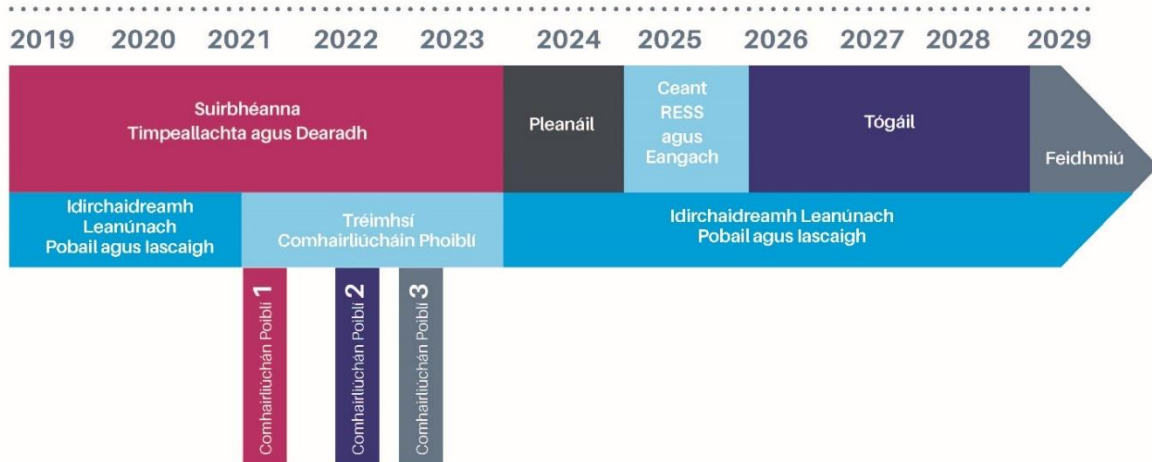 2019 2020 2021 2022 2023 2024 2025 2026 2027 2028 2029
Suirbhéanna
Timpeallachta agus Dearadh
Pleanáil
Ceant
RESS
agus
Eangach
Tógáil
Feidhmiú
Idirchaidreamh
Leanúnach
Pobail agus Iascaigh
Tréimhsí
Comhairliúcháin Phoiblí
Idirchaidreamh Leanúnach
Pobail agus Iascaigh
Comhairliúchán Poiblí 1
Comhairliúchán Poiblí 2
Comhairliúchán Poiblí 3